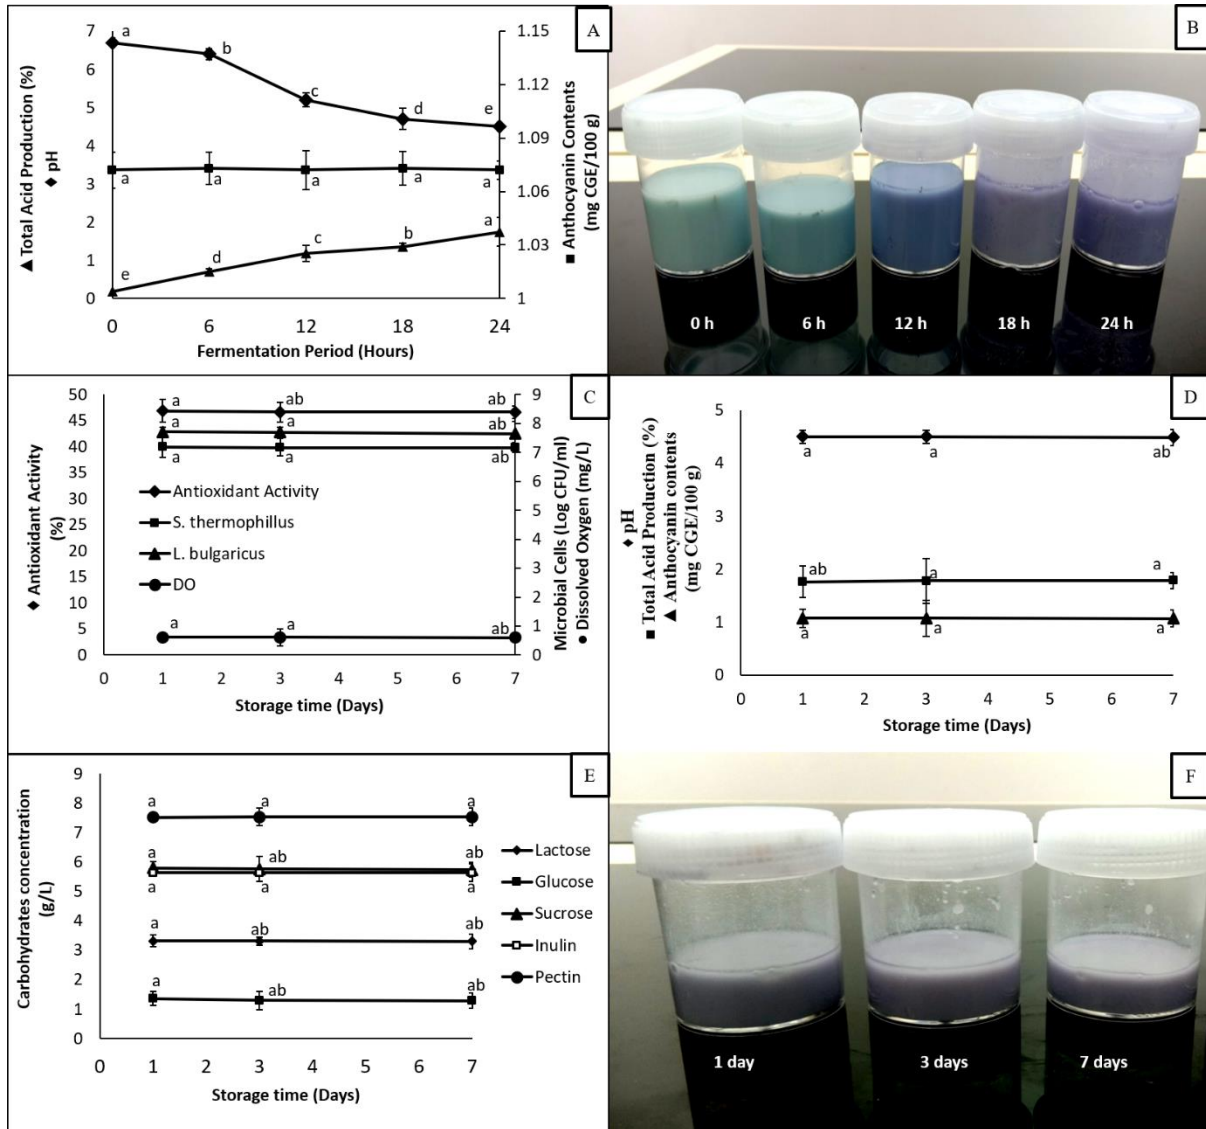 A
▲ Total Acid Production (%)
◆ pH
7
6
5
4
3
2
1
0
a
b
c
d
e
a
a
a
a
a
e
d
c
b
a
1.15
1.12
1.09
1.06
1.03
1
■ Anthocyanin Contents
(mg CGE/100 g)
0 6 12 18 24
Fermentation Period (Hours)
B
0 h
6 h
12 h
18 h
24 h
C
◆ Antioxidant Activity
(%)
50
45
40
35
30
25
20
15
10
5
0
a ab ab
a a ab
a a ab
Antioxidant Activity
S. thermophillus
L. bulgaricus
DO
a a ab
9
8
7
6
5
4
3
2
1
0
Microbial Cells (Log CFU/ml)
● Dissolved Oxygen (mg/L)
0 1 2 3 4 5 6 7
Storage time (Days)
D
◆ pH
■ Total Acid Production (%)
▲ Anthocyanin contents
(mg CGE/100 g)
5
4
3
2
1
0
a a ab
ab a a
a a a
0 1 2 3 4 5 6 7
Storage time (Days)
E
Carbohydrates concentration
(g/L)
9
8
7
6
5
4
3
2
1
0
a a a
a ab ab
a a a
a ab ab
a ab ab
Lactose
Glucose
Sucrose
Inulin
Pectin
0 1 2 3 4 5 6 7
Storage time (Days)
F
1 day
3 days
7 days